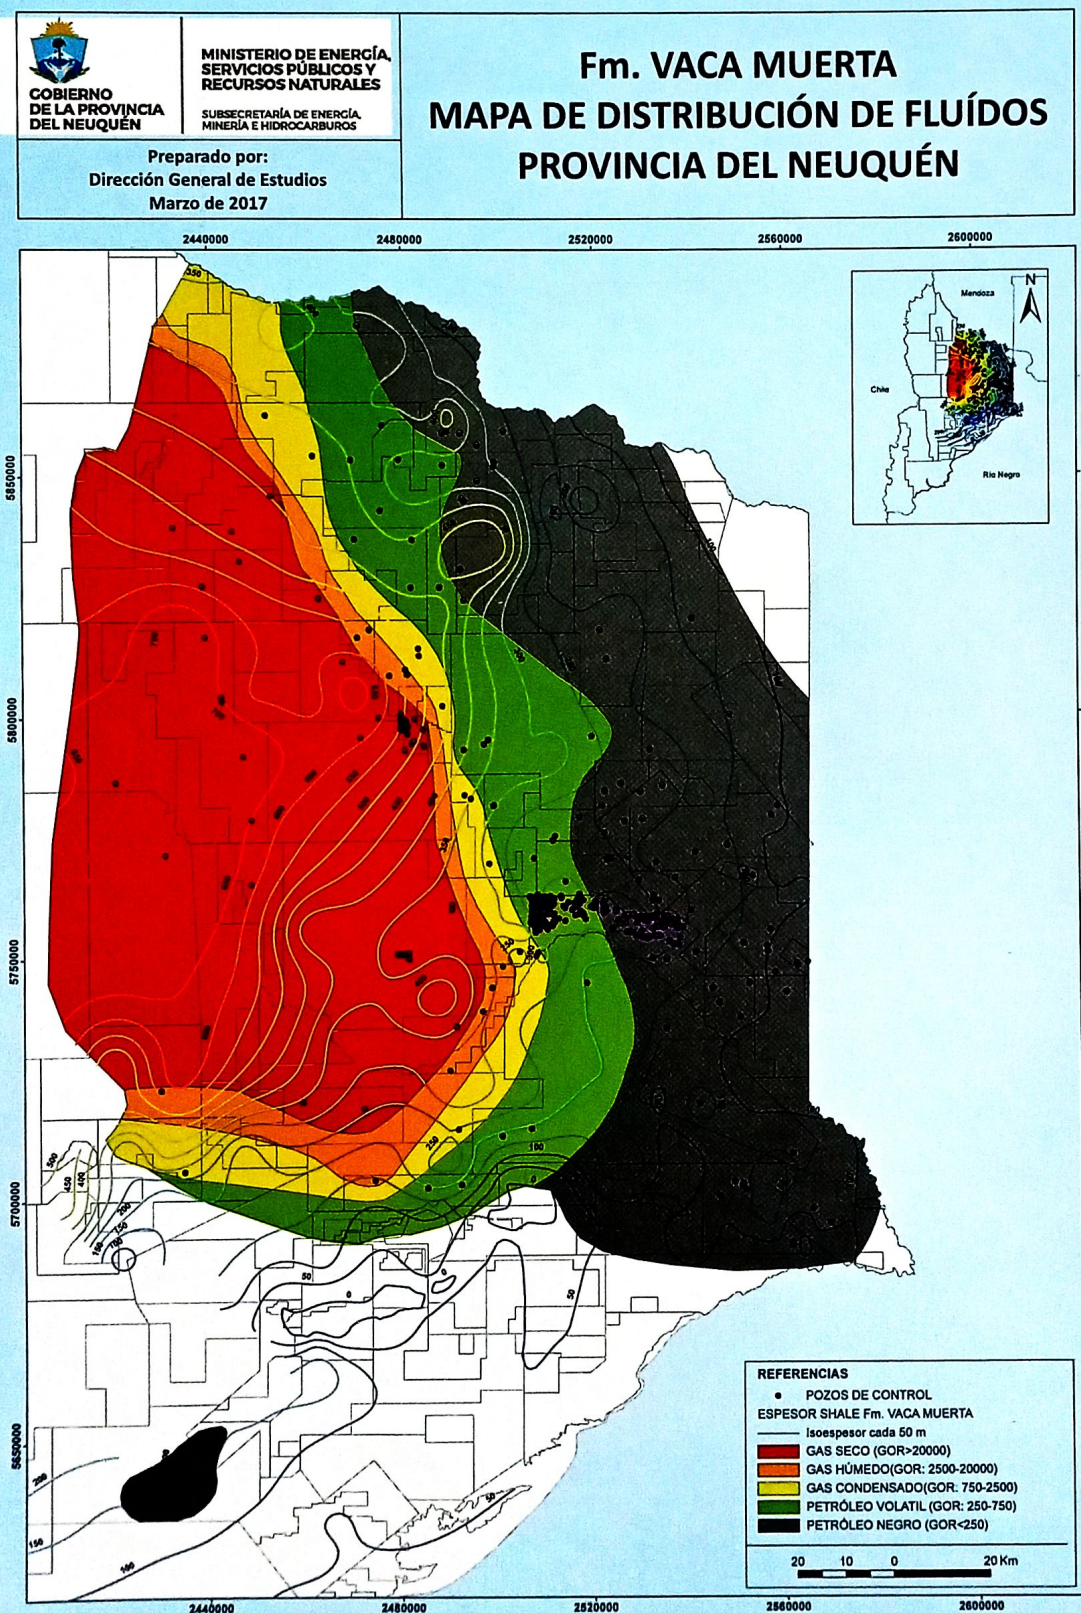 GOBIERNO
DE LA PROVINCIA
DEL NEUQUÉN
MINISTERIO DE ENERGÍA,
SERVICIOS PÚBLICOS Y
RECURSOS NATURALES
SUBSECRETARÍA DE ENERGÍA,
MINERÍA E HIDROCARBUROS
Preparado por:
Dirección General de Estudios
Marzo de 2017
Fm. VACA MUERTA
MAPA DE DISTRIBUCIÓN DE FLUÍDOS
PROVINCIA DEL NEUQUÉN
2440000 2480000 2520000 2560000 2600000
N
Mendoza
Chile
Río Negro
350
5850000
5800000
5750000
5700000
5650000
250
100
500
450
400
200
150
150
100
50
0
0
50
200
150
100
50
REFERENCIAS
POZOS DE CONTROL
ESPESOR SHALE Fm. VACA MUERTA
Isoespesor cada 50 m
GAS SECO (GOR>20000)
GAS HÚMEDO(GOR: 2500-20000)
GAS CONDENSADO(GOR: 750-2500)
PETRÓLEO VOLATIL (GOR: 250-750)
PETRÓLEO NEGRO (GOR<250)
20 10 0 20 Km
2440000 2480000 2520000 2560000 2600000